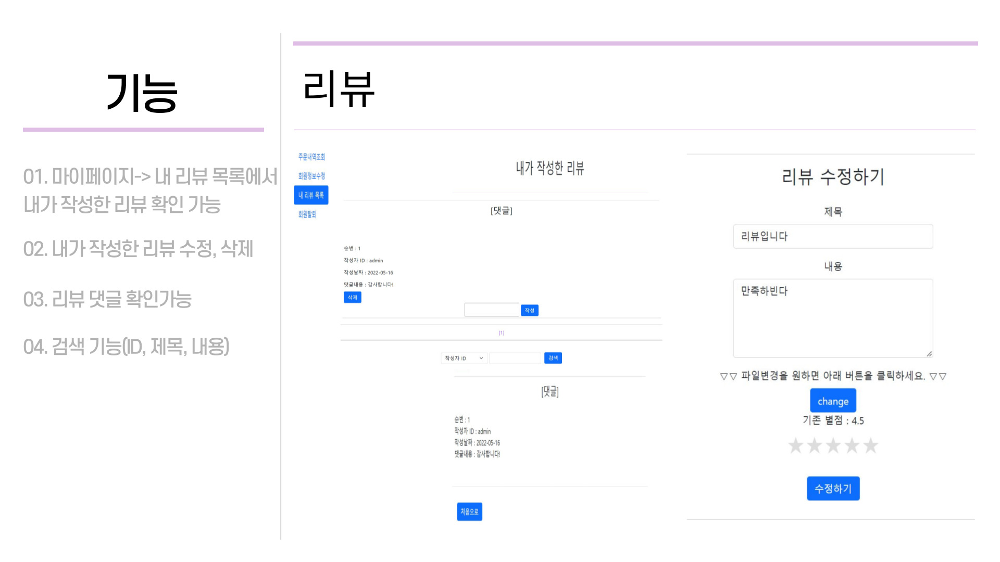 기능
01. 마이페이지-> 내 리뷰 목록에서
내가 작성한 리뷰 확인 가능
02. 내가 작성한 리뷰 수정, 삭제
03. 리뷰 댓글 확인가능
04. 검색 기능(ID, 제목, 내용)
리뷰
주문내역조회
회원정보수정
내 리뷰 목록
회원탈퇴
내가 작성한 리뷰
[댓글]
순번 : 1
작성자 ID : admin
작성날짜 : 2022-05-16
댓글내용 : 감사합니다!
삭제
작성
[1]
작성자 ID
검색
[댓글]
순번 : 1
작성자 ID : admin
작성날짜 : 2022-05-16
댓글내용 : 감사합니다!
처음으로
리뷰 수정하기
제목
리뷰입니다
내용
만족하빈다
▽▽ 파일변경을 원하면 아래 버튼을 클릭하세요. ▽▽
change
기존 별점 : 4.5
★★★★★
수정하기